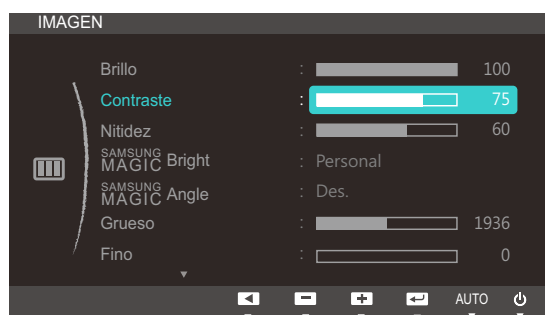 IMAGEN
Brillo : 100
Contraste : 75
Nitidez : 60
SAMSUNG MAGIC Bright : Personal
SAMSUNG MAGIC Angle : Des.
Grueso : 1936
Fino : 0
AUTO